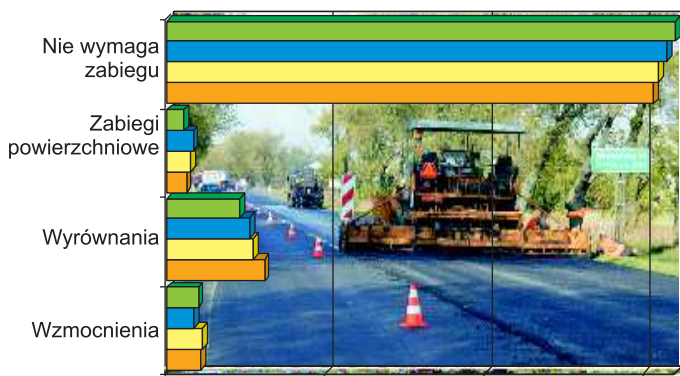 Nie wymaga
zabiegu
Zabiegi
powierzchniowe
Wyrównania
Wzmocnienia